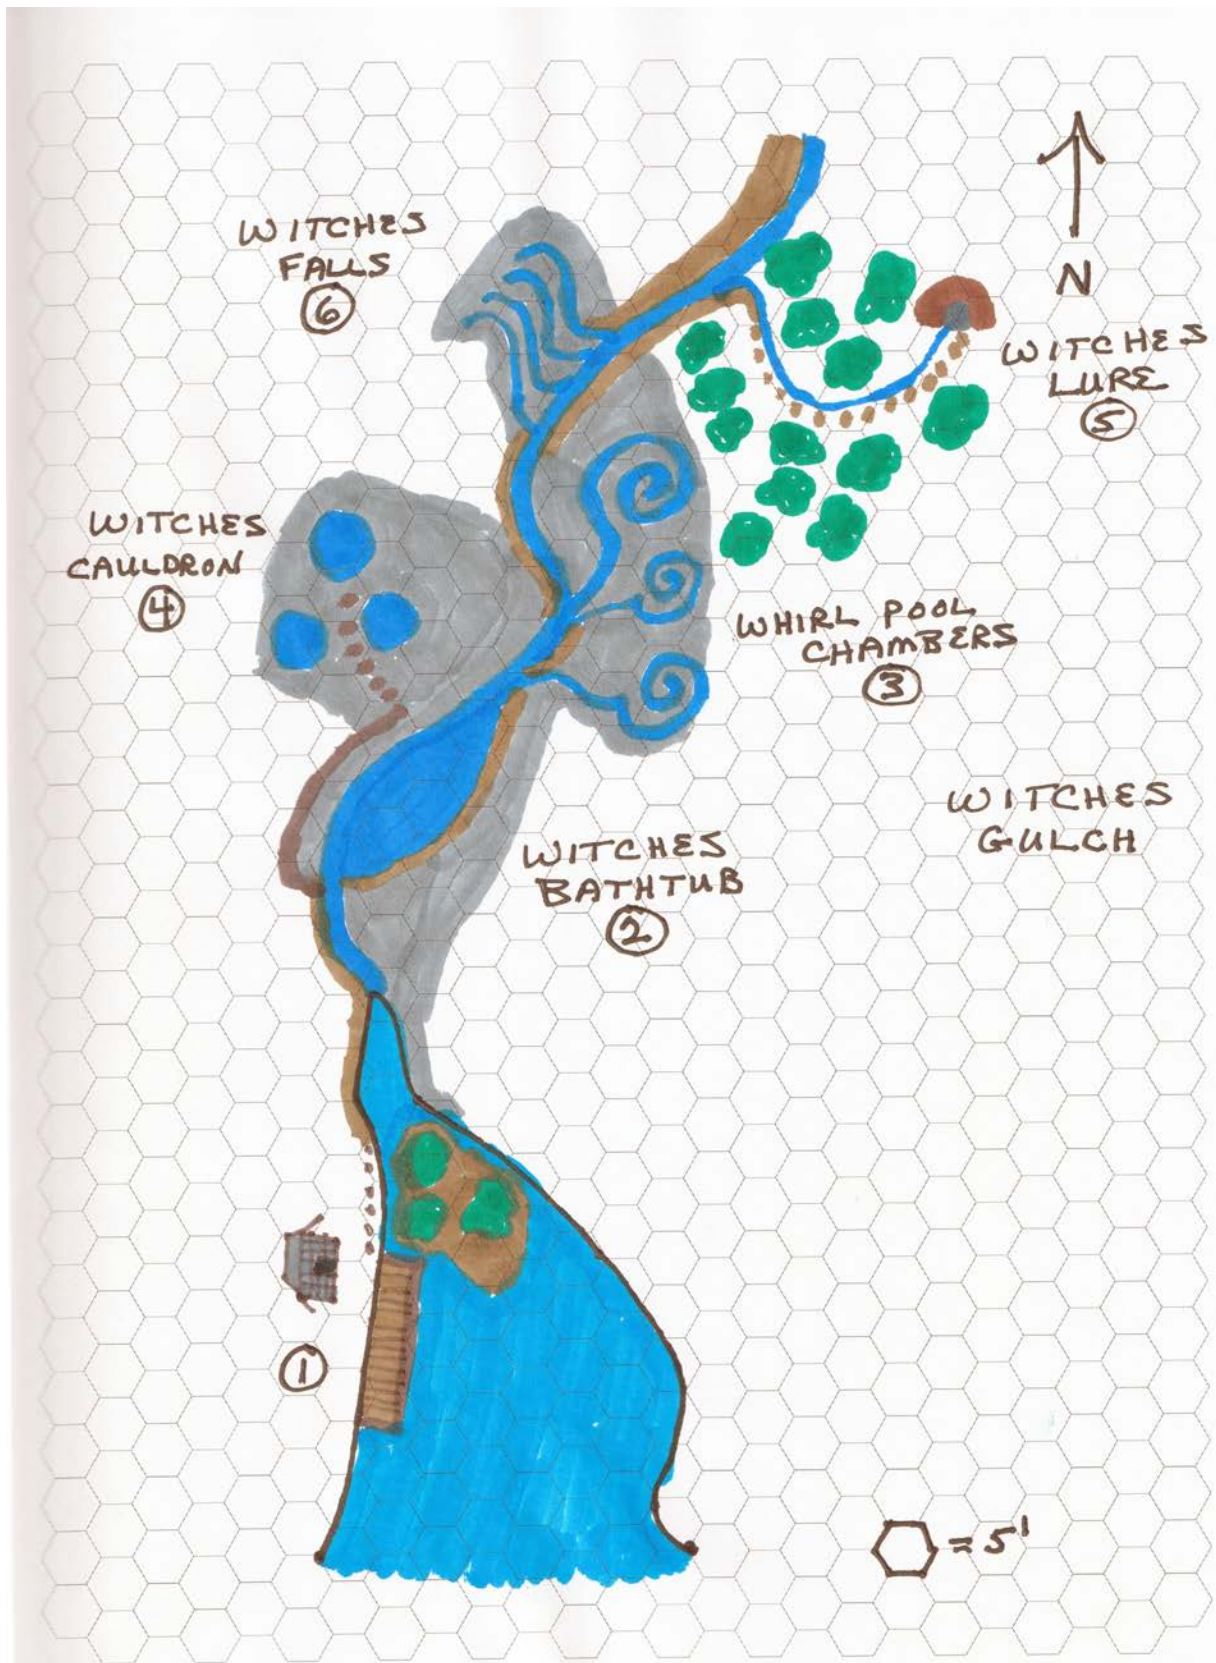 WITCHES
FALLS
6
N
WITCHES
LURE
5
WITCHES
CAULDRON
4
WHIRL POOL
CHAMBERS
3
WITCHES
GULCH
WITCHES
BATHTUB
2
1
= 5'